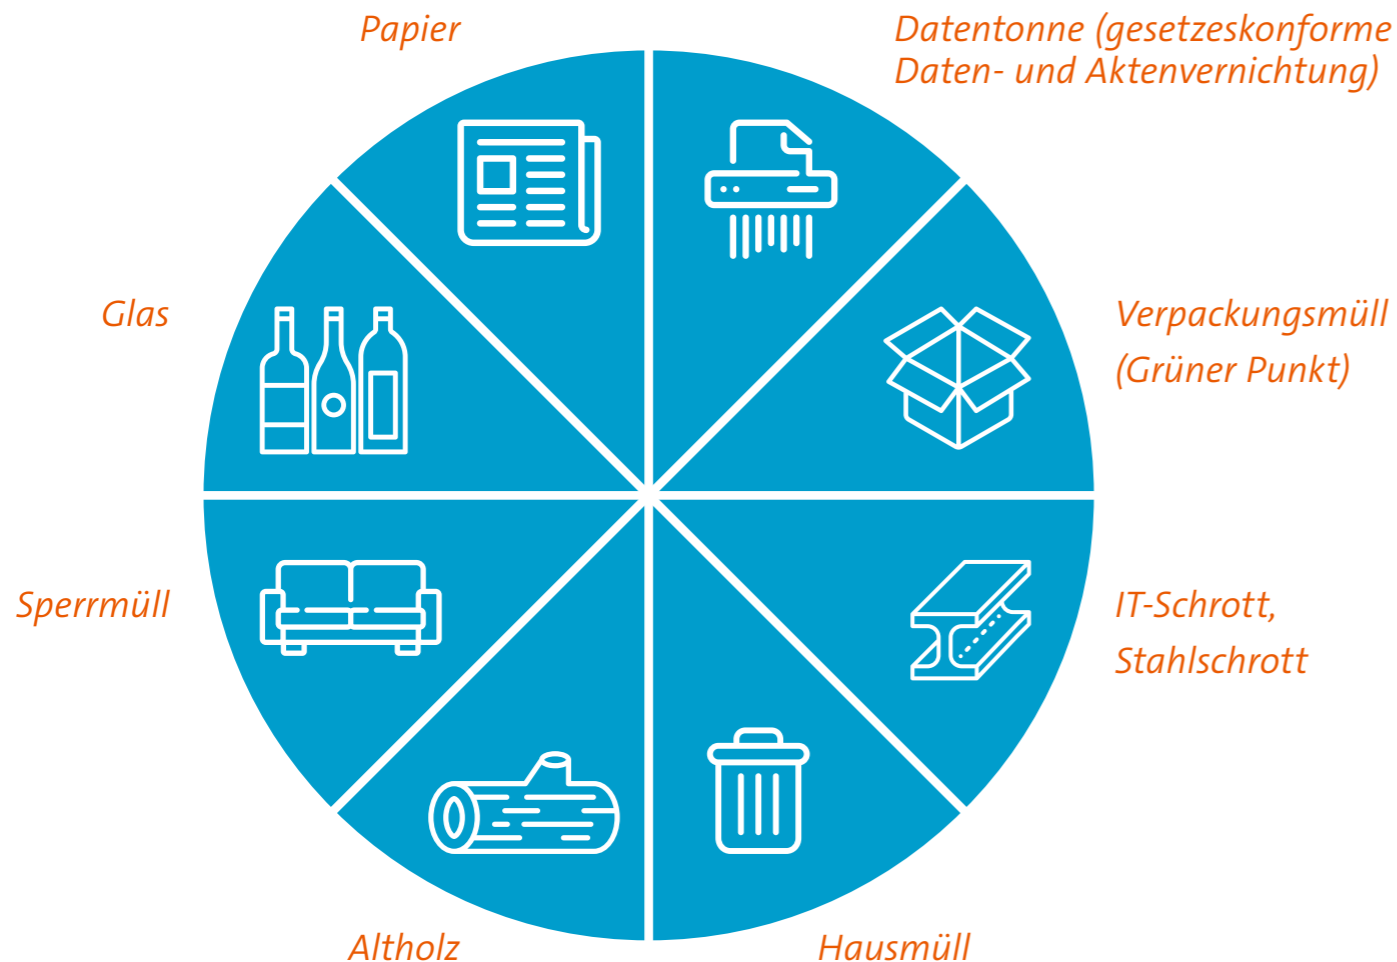 Papier
Datentonne (gesetzeskonforme
Daten- und Aktenvernichtung)
Glas
Verpackungsmüll
(Grüner Punkt)
Sperrmüll
IT-Schrott,
Stahlschrott
Altholz
Hausmüll